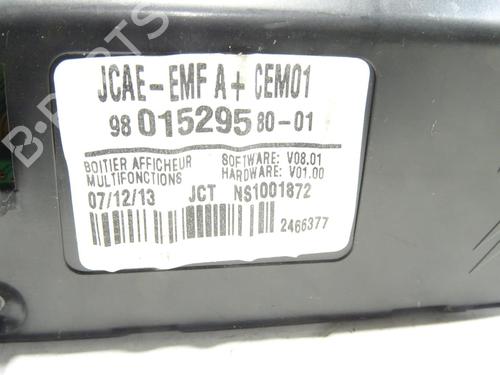 JCAE-EMF A+ CEM01
98 015295 80-01
BOITIER AFFICHEUR SOFTWARE: V08.01
MULTIFONCTIONS HARDWARE: V01.00
07/12/13 JCT NS1001872
2466377
B-PARTS